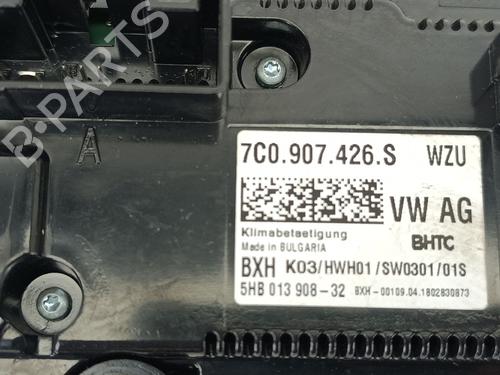 7C0.907.426.S WZU
VW AG
Klimabetaetigung
Made in BULGARIA
BHTC
BXH K03/HWH01/SW0301/01S
5HB 013 908-32 BXH-00109.04.1802830873
A
D-PARTS